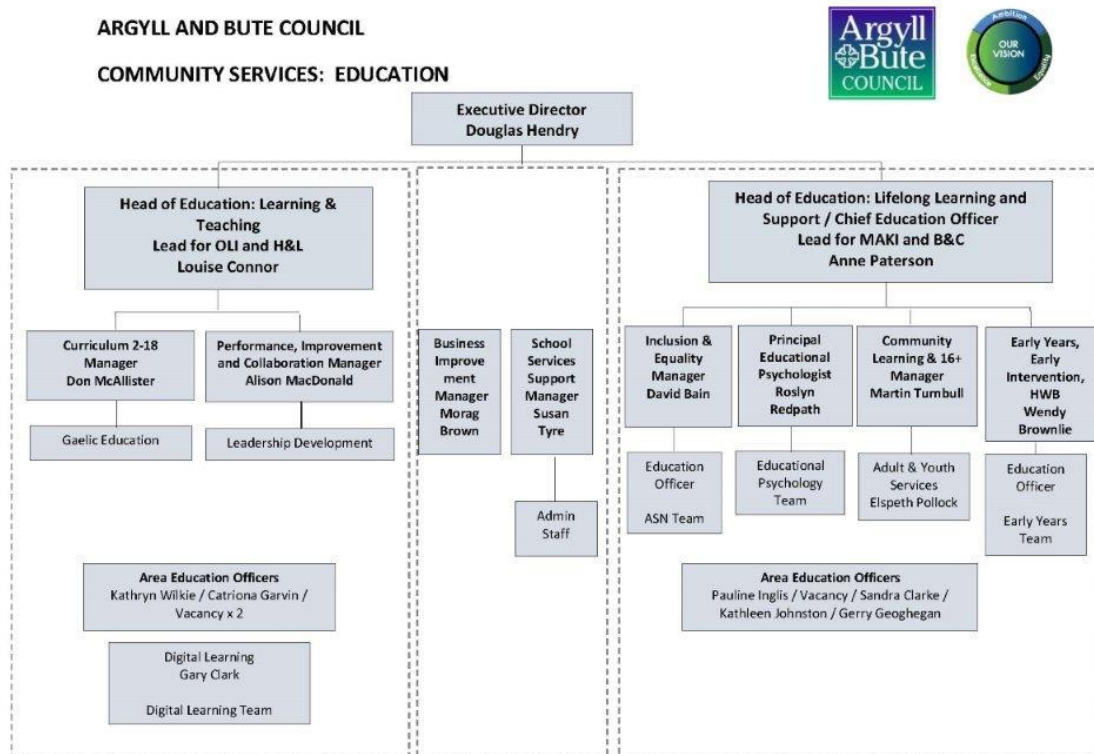 ARGYLL AND BUTE COUNCIL
COMMUNITY SERVICES: EDUCATION
Argyll
Bute
COUNCIL
Ambition
OUR
VISION
Excellence
Equality
Executive Director
Douglas Hendry
Head of Education: Learning &
Teaching
Lead for OLI and H&L
Louise Connor
Head of Education: Lifelong Learning and
Support / Chief Education Officer
Lead for MAKI and B&C
Anne Paterson
Curriculum 2-18
Manager
Don McAllister
Performance, Improvement
and Collaboration Manager
Alison MacDonald
Gaelic Education
Leadership Development
Business
Improve
ment
Manager
Morag
Brown
School
Services
Support
Manager
Susan
Tyre
Admin
Staff
Inclusion &
Equality
Manager
David Bain
Principal
Educational
Psychologist
Roslyn
Redpath
Community
Learning & 16+
Manager
Martin Turnbull
Early Years,
Early
Intervention,
HWB
Wendy
Brownlie
Education
Officer
ASN Team
Educational
Psychology
Team
Adult & Youth
Services
Elspeth Pollock
Education
Officer
Early Years
Team
Area Education Officers
Kathryn Wilkie / Catriona Garvin /
Vacancy x 2
Digital Learning
Gary Clark
Digital Learning Team
Area Education Officers
Pauline Inglis / Vacancy / Sandra Clarke /
Kathleen Johnston / Gerry Geoghegan